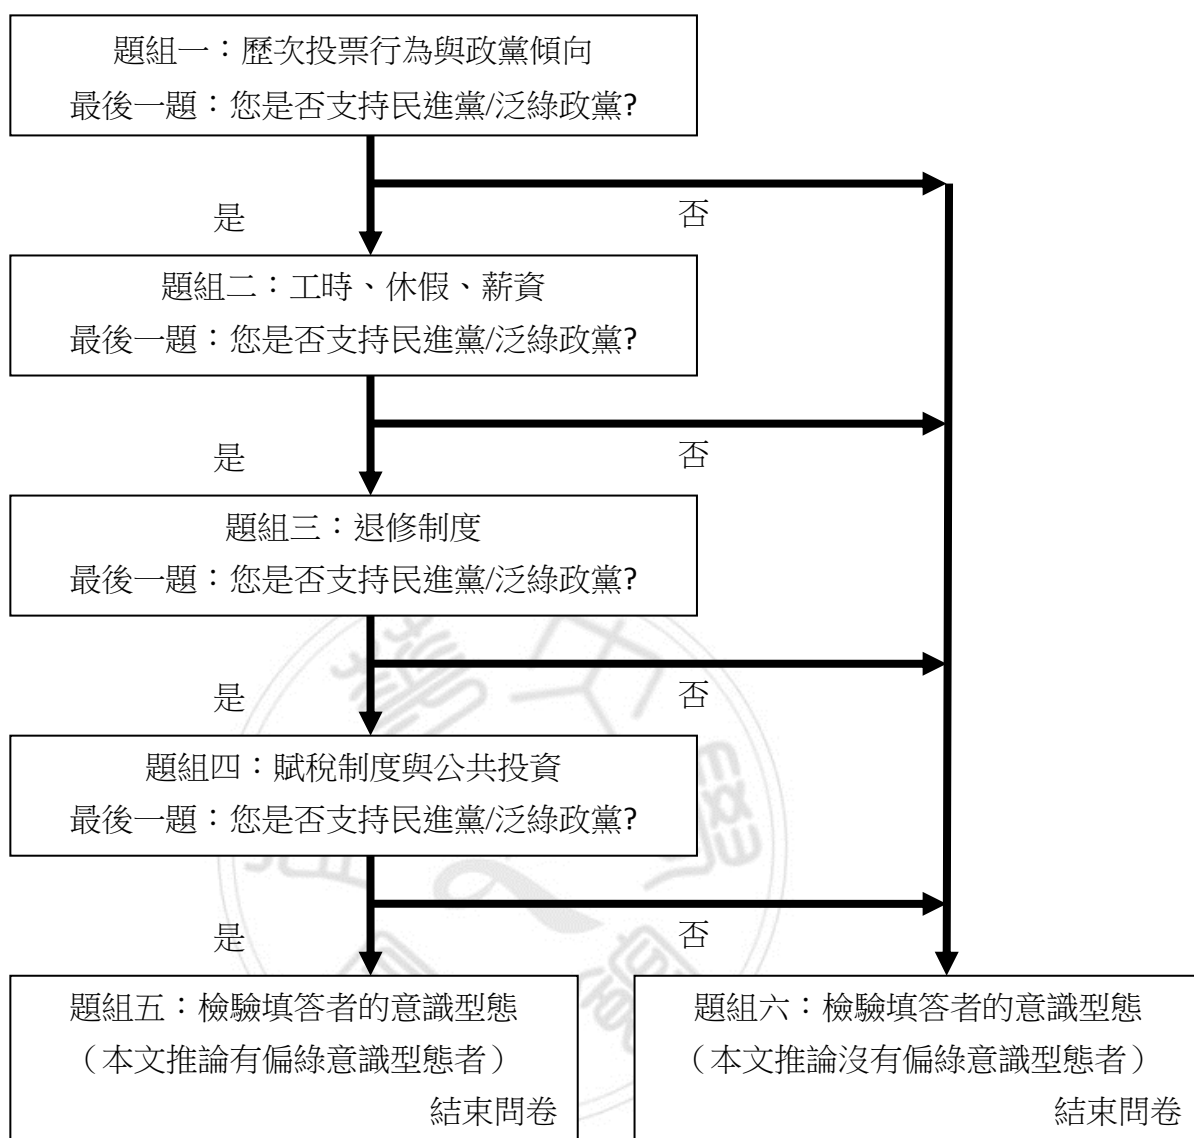 題組一：歷次投票行為與政黨傾向
最後一題：您是否支持民進黨/泛綠政黨?
是
否
題組二：工時、休假、薪資
最後一題：您是否支持民進黨/泛綠政黨?
是
否
題組三：退修制度
最後一題：您是否支持民進黨/泛綠政黨?
是
否
題組四：賦稅制度與公共投資
最後一題：您是否支持民進黨/泛綠政黨?
是
否
題組五：檢驗填答者的意識型態
（本文推論有偏綠意識型態者）
結束問卷
題組六：檢驗填答者的意識型態
（本文推論沒有偏綠意識型態者）
結束問卷